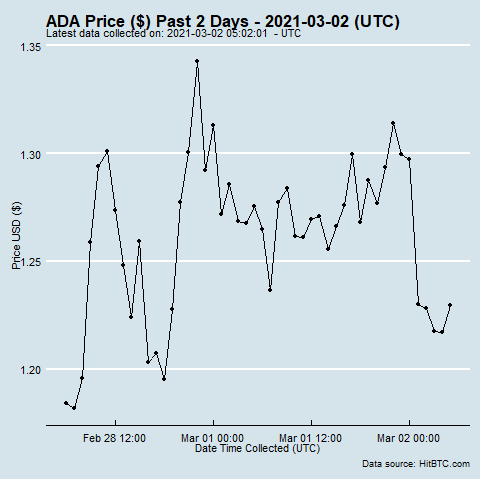 ADA Price ($) Past 2 Days - 2021-03-02 (UTC)
Latest data collected on: 2021-03-02 05:02:01 - UTC
1.35
1.30
1.25
1.20
Price USD ($)
Feb 28 12:00 Mar 01 00:00 Mar 01 12:00 Mar 02 00:00
Date Time Collected (UTC)
Data source: HitBTC.com